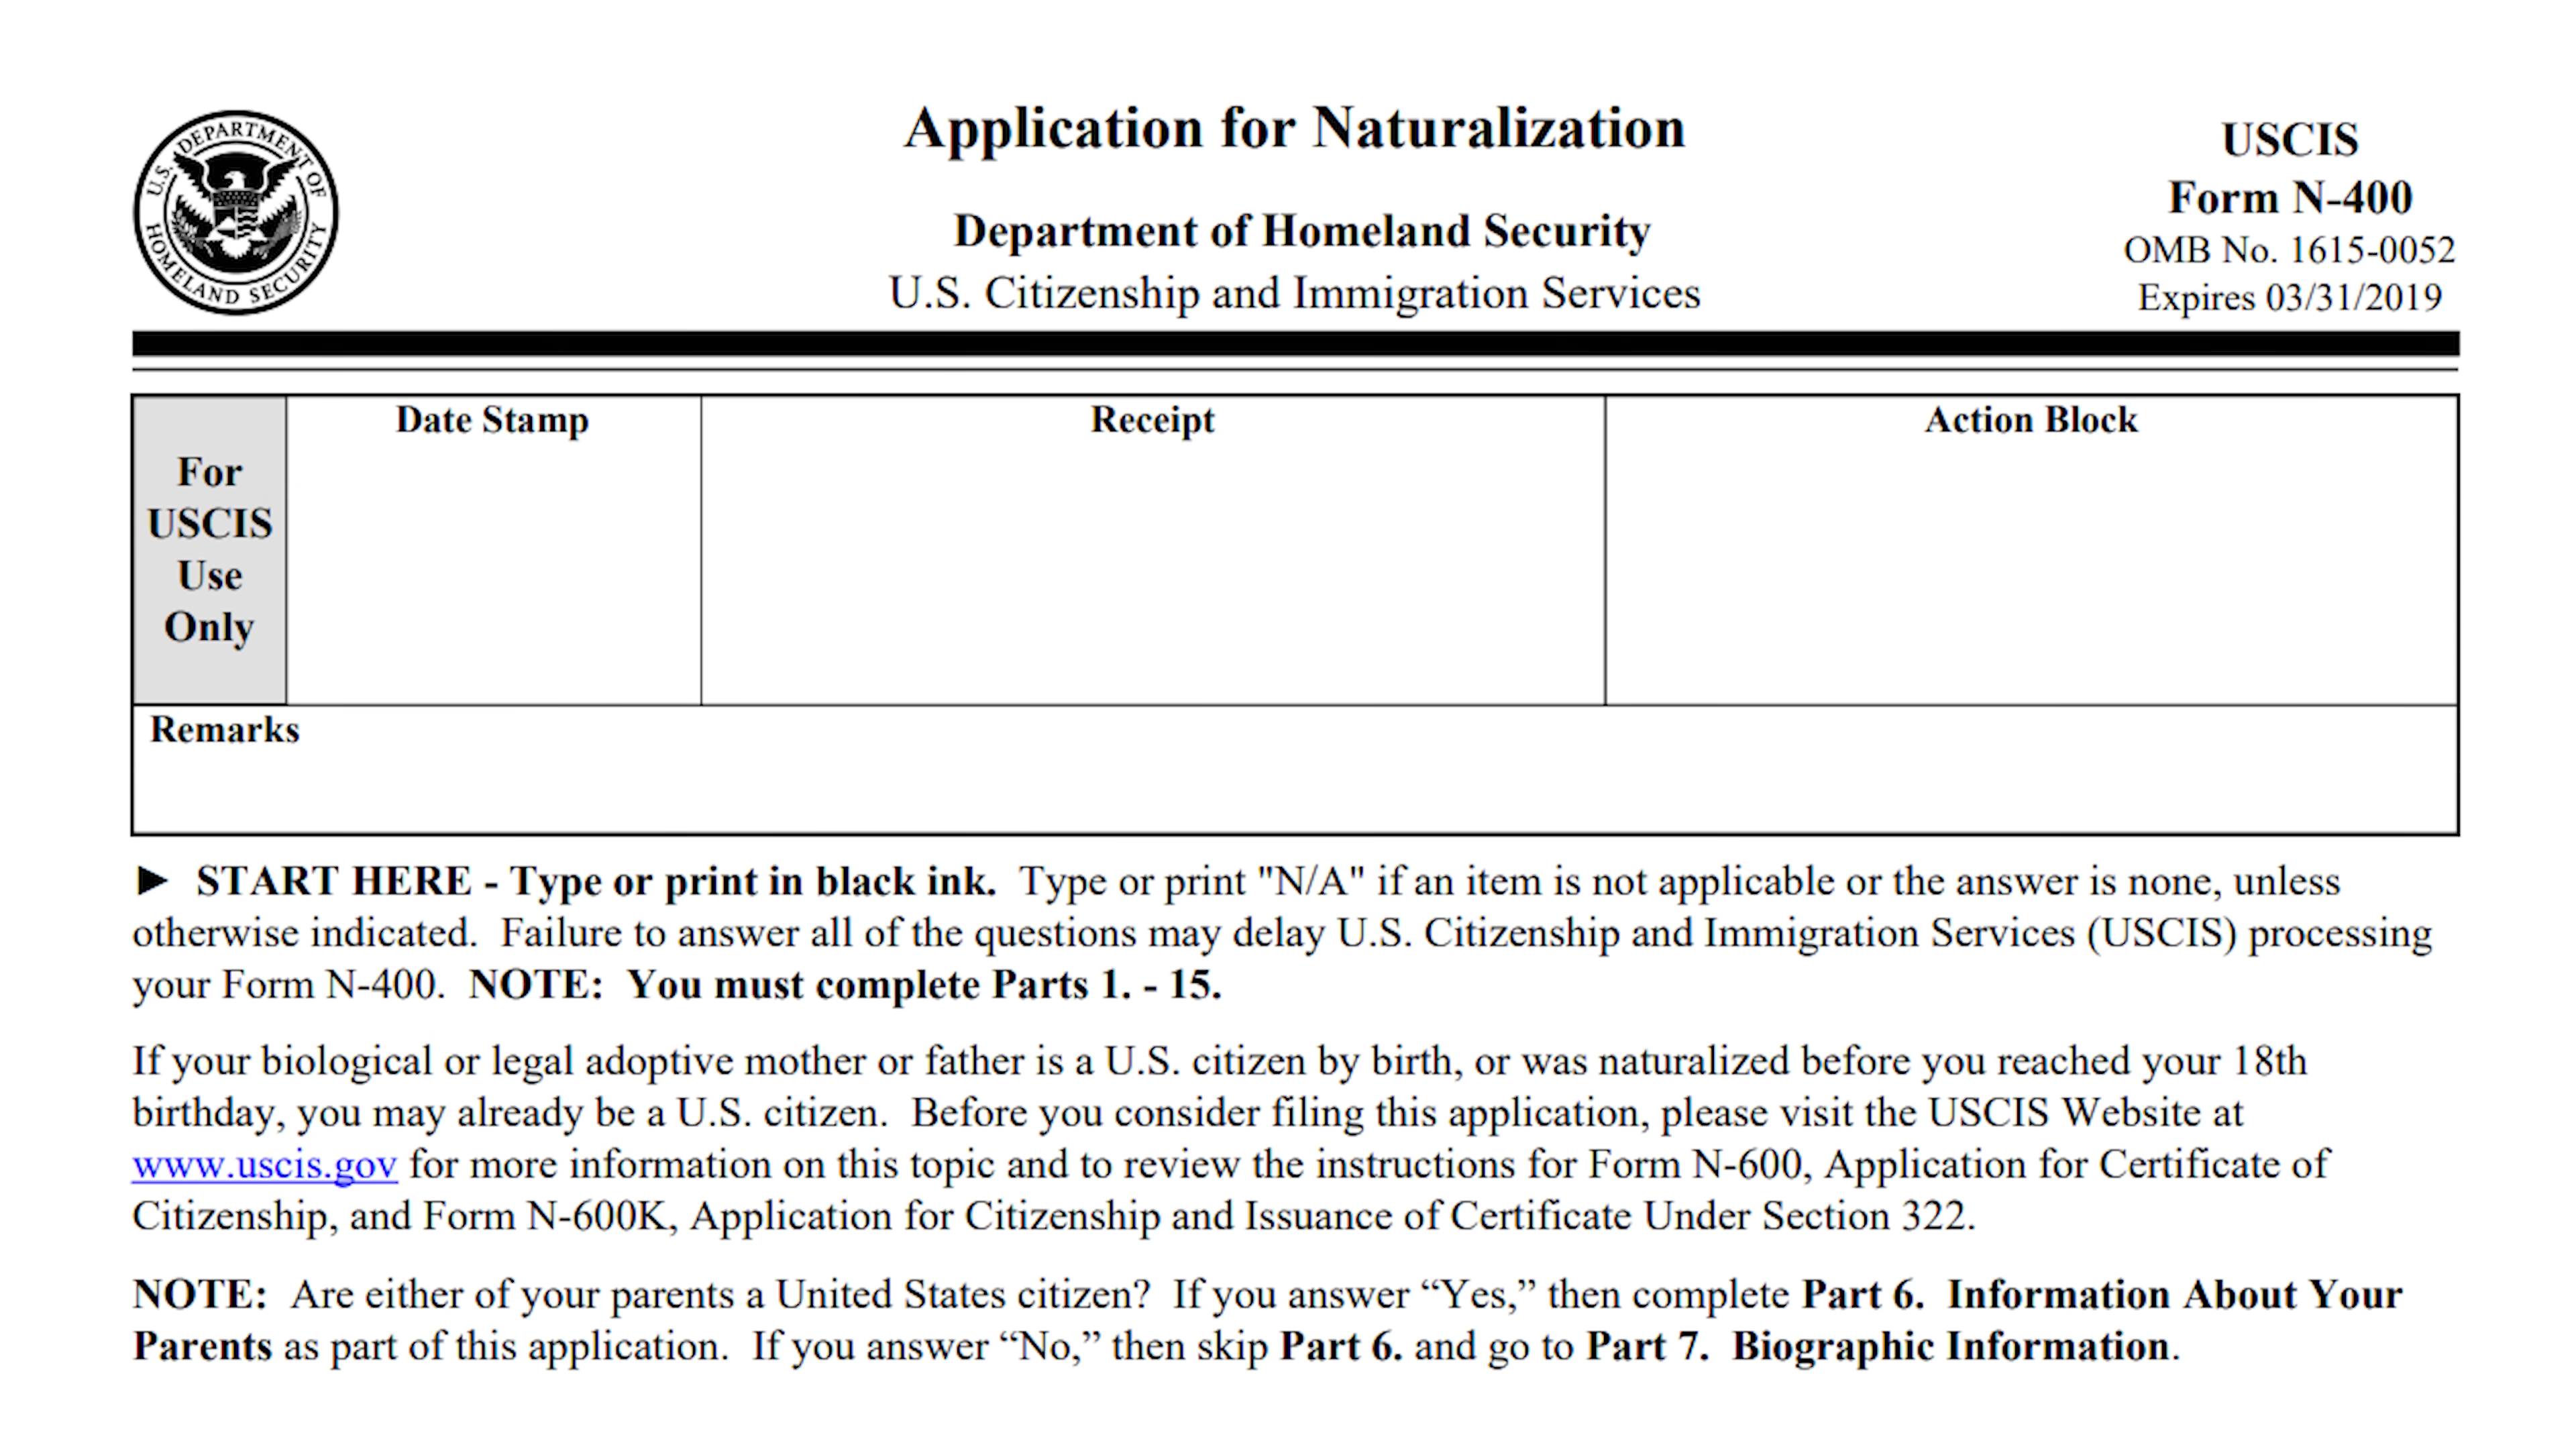 U.S. DEPARTMENT OF HOMELAND SECURITY
Application for Naturalization
Department of Homeland Security
U.S. Citizenship and Immigration Services
USCIS
Form N-400
OMB No. 1615-0052
Expires 03/31/2019
For
USCIS
Use
Only
Date Stamp
Receipt
Action Block
Remarks
► START HERE - Type or print in black ink. Type or print "N/A" if an item is not applicable or the answer is none, unless
otherwise indicated. Failure to answer all of the questions may delay U.S. Citizenship and Immigration Services (USCIS) processing
your Form N-400. NOTE: You must complete Parts 1. - 15.
If your biological or legal adoptive mother or father is a U.S. citizen by birth, or was naturalized before you reached your 18th
birthday, you may already be a U.S. citizen. Before you consider filing this application, please visit the USCIS Website at
www.uscis.gov for more information on this topic and to review the instructions for Form N-600, Application for Certificate of
Citizenship, and Form N-600K, Application for Citizenship and Issuance of Certificate Under Section 322.
NOTE: Are either of your parents a United States citizen? If you answer “Yes,” then complete Part 6. Information About Your
Parents as part of this application. If you answer “No,” then skip Part 6. and go to Part 7. Biographic Information.